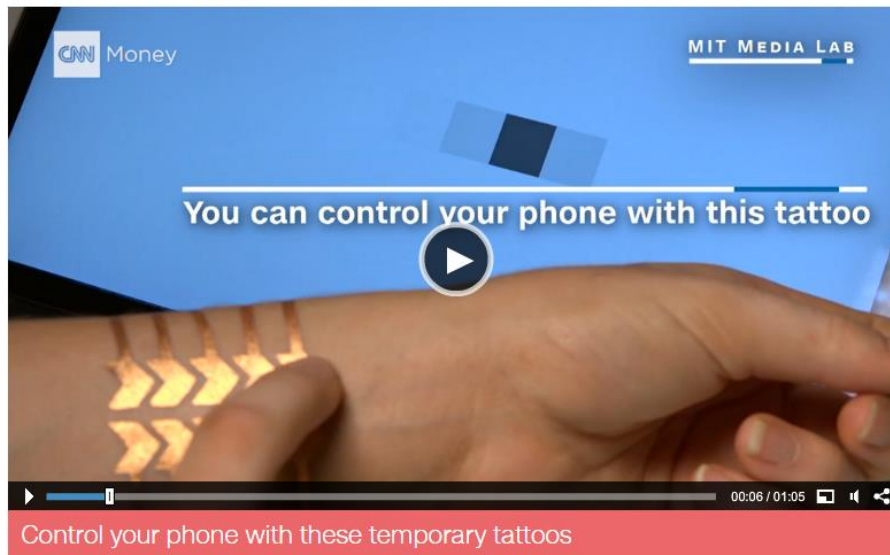 CNN Money
MIT MEDIA LAB
You can control your phone with this tattoo
00:06 / 01:05
Control your phone with these temporary tattoos